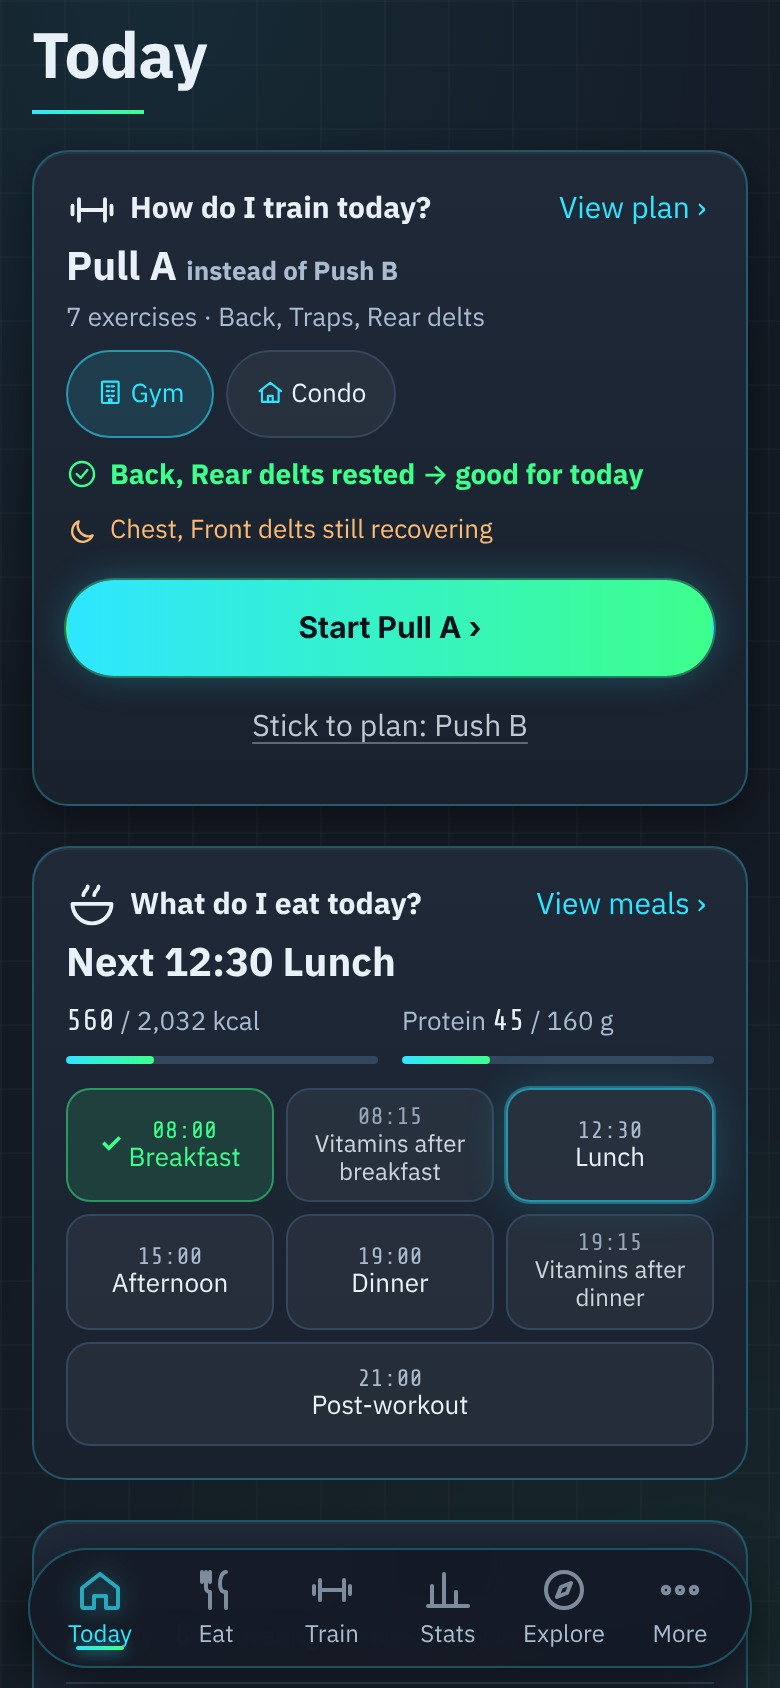 Today
How do I train today? View plan ›
Pull A instead of Push B
7 exercises · Back, Traps, Rear delts
Gym Condo
Back, Rear delts rested → good for today
Chest, Front delts still recovering
Start Pull A ›
Stick to plan: Push B
What do I eat today? View meals ›
Next 12:30 Lunch
560 / 2,032 kcal Protein 45 / 160 g
08:00
Breakfast
08:15
Vitamins after
breakfast
12:30
Lunch
15:00
Afternoon
19:00
Dinner
19:15
Vitamins after
dinner
21:00
Post-workout
Today Eat Train Stats Explore More